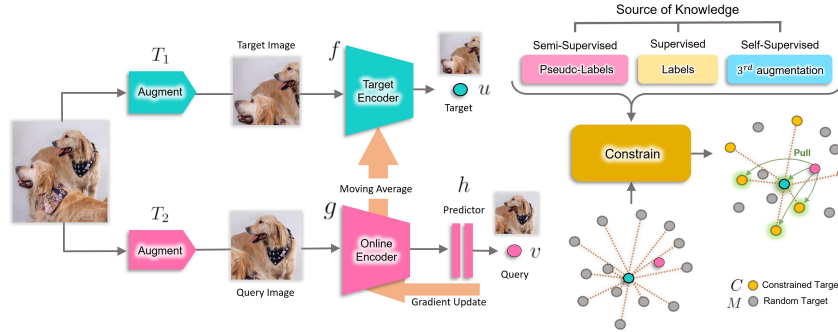 Source of Knowledge
Semi-Supervised
Supervised
Self-Supervised
Pseudo-Labels
Labels
3rd augmentation
T1
Target Image
f
Augment
Target
Encoder
u
Target
Constrain
Pull
Moving Average
T2
g
h
Predictor
Augment
Online
Encoder
v
Query
Query Image
Gradient Update
C Constrained Target
M Random Target